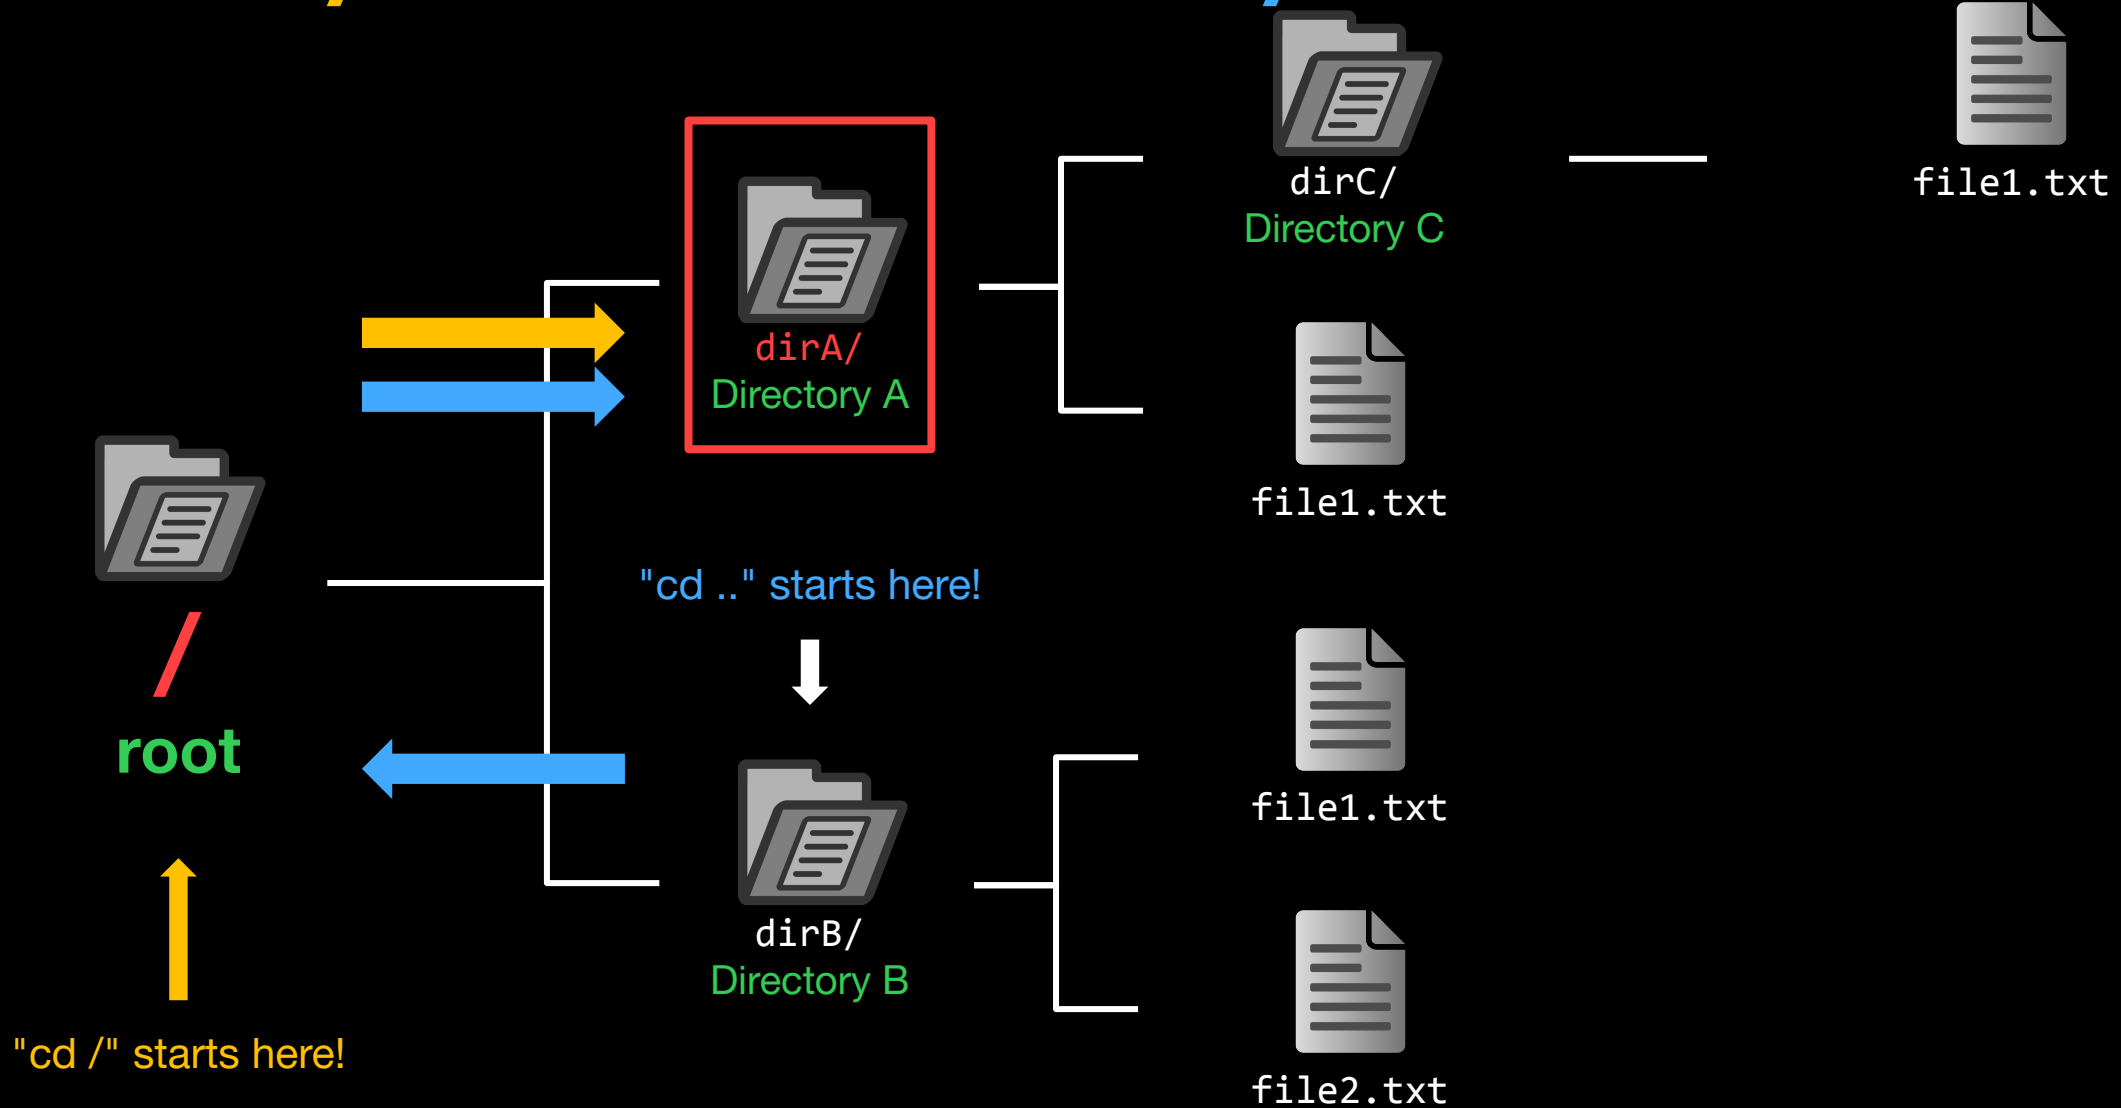 dirC/
Directory C
file1.txt
dirA/
Directory A
file1.txt
"cd .." starts here!
/
root
file1.txt
dirB/
Directory B
"cd /" starts here!
file2.txt